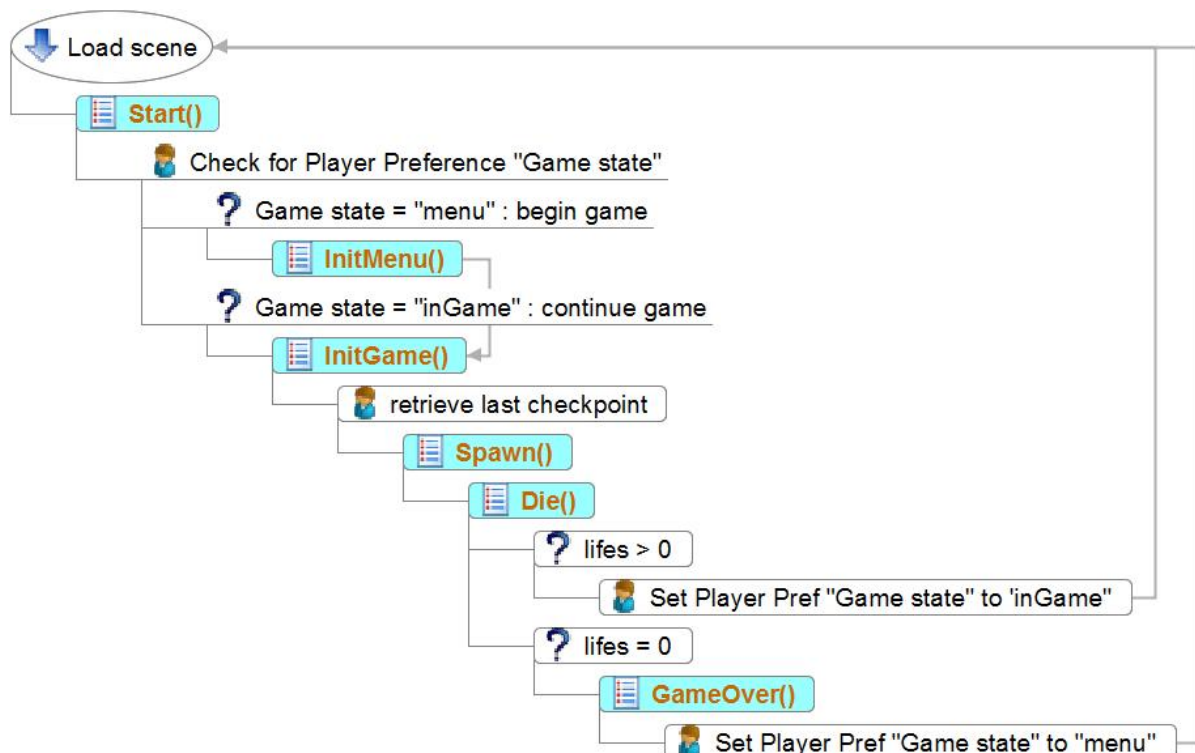 Load scene
Start()
Check for Player Preference "Game state"
Game state = "menu" : begin game
InitMenu()
Game state = "inGame" : continue game
InitGame()
retrieve last checkpoint
Spawn()
Die()
lifes > 0
Set Player Pref "Game state" to 'inGame"
lifes = 0
GameOver()
Set Player Pref "Game state" to "menu"